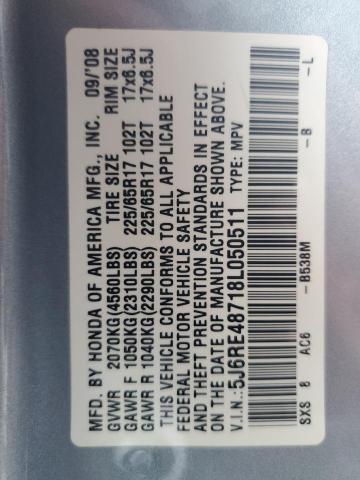 MFD. BY HONDA OF AMERICA MFG., INC. 09/'08
GVWR 2070KG(4560LBS) TIRE SIZE RIM SIZE
GAWR F 1050KG(2310LBS) 225/65R17 102T 17x6.5J
GAWR R 1040KG(2290LBS) 225/65R17 102T 17x6.5J
THIS VEHICLE CONFORMS TO ALL APPLICABLE
FEDERAL MOTOR VEHICLE SAFETY
AND THEFT PREVENTION STANDARDS IN EFFECT
ON THE DATE OF MANUFACTURE SHOWN ABOVE.
V.I.N.: 5J6RE48718L050511 TYPE: MPV
SXS 8 AC6 -B538M -B -L